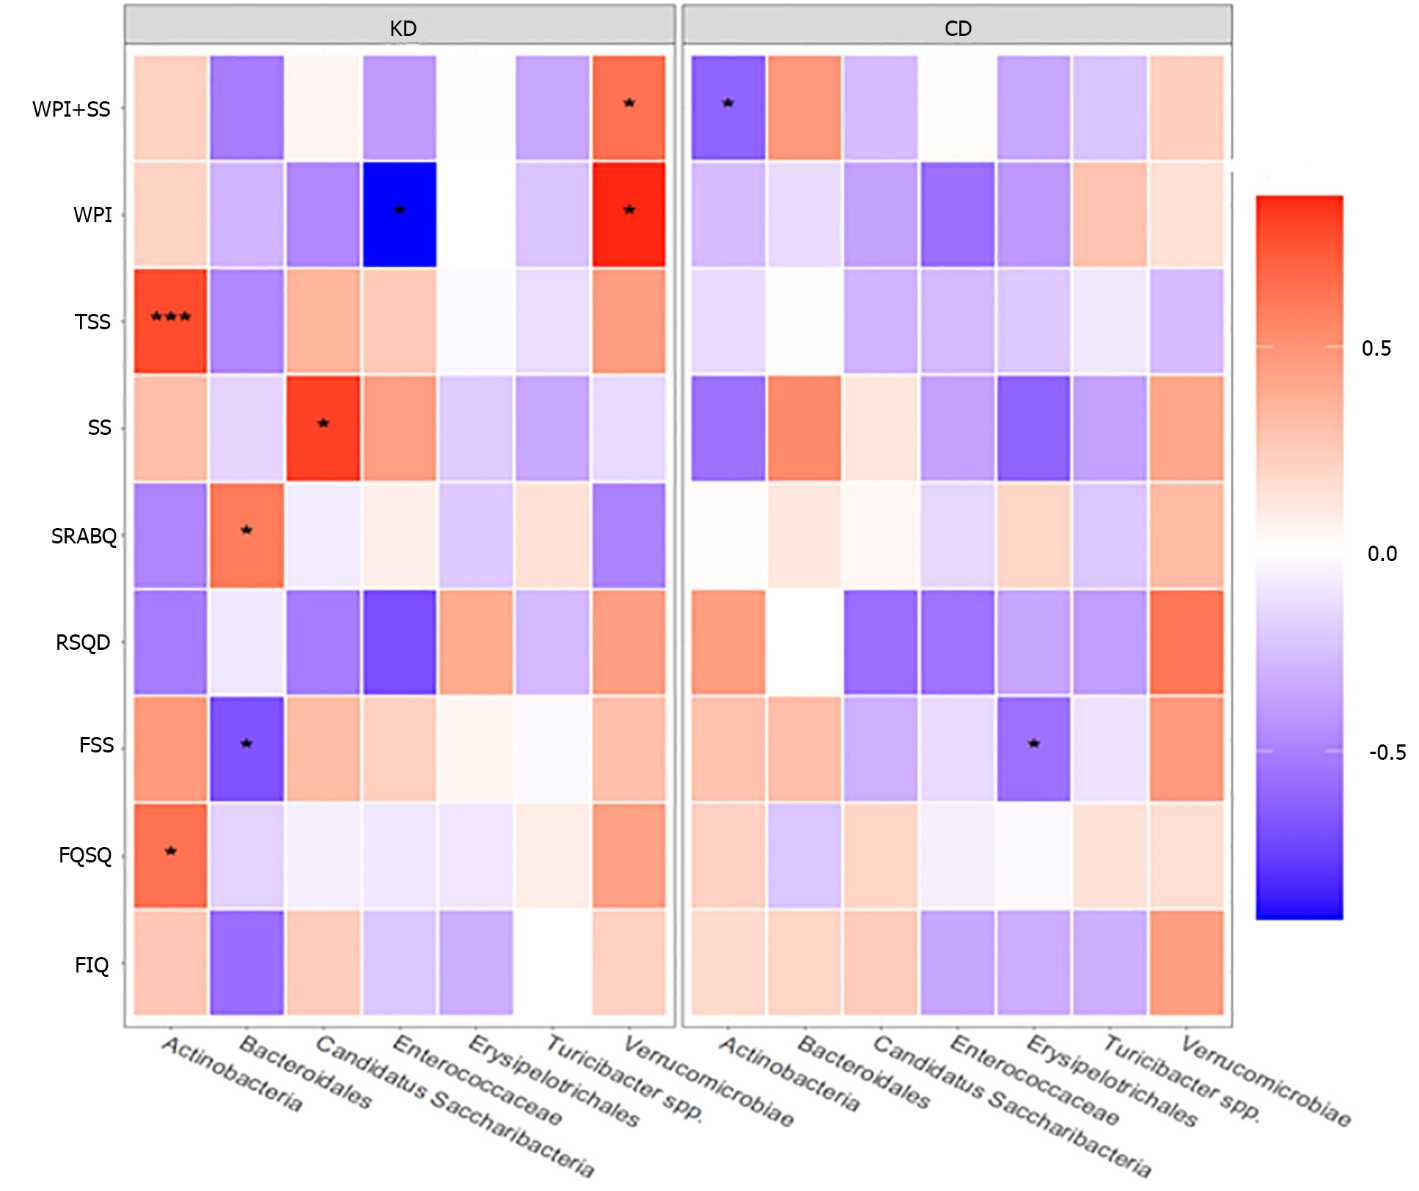 KD
CD
WPI+SS
*
*
WPI
*
*
TSS
***
SS
*
SRABQ
*
RSQD
FSS
*
*
FQSQ
*
FIQ
0.5
0.0
-0.5
Actinobacteria
Bacteroidales
Candidatus Saccharibacteria
Enterococcaceae
Erysipelotrichales
Turicibacter spp.
Verrucomicrobiae
Actinobacteria
Bacteroidales
Candidatus Saccharibacteria
Enterococcaceae
Erysipelotrichales
Turicibacter spp.
Verrucomicrobiae